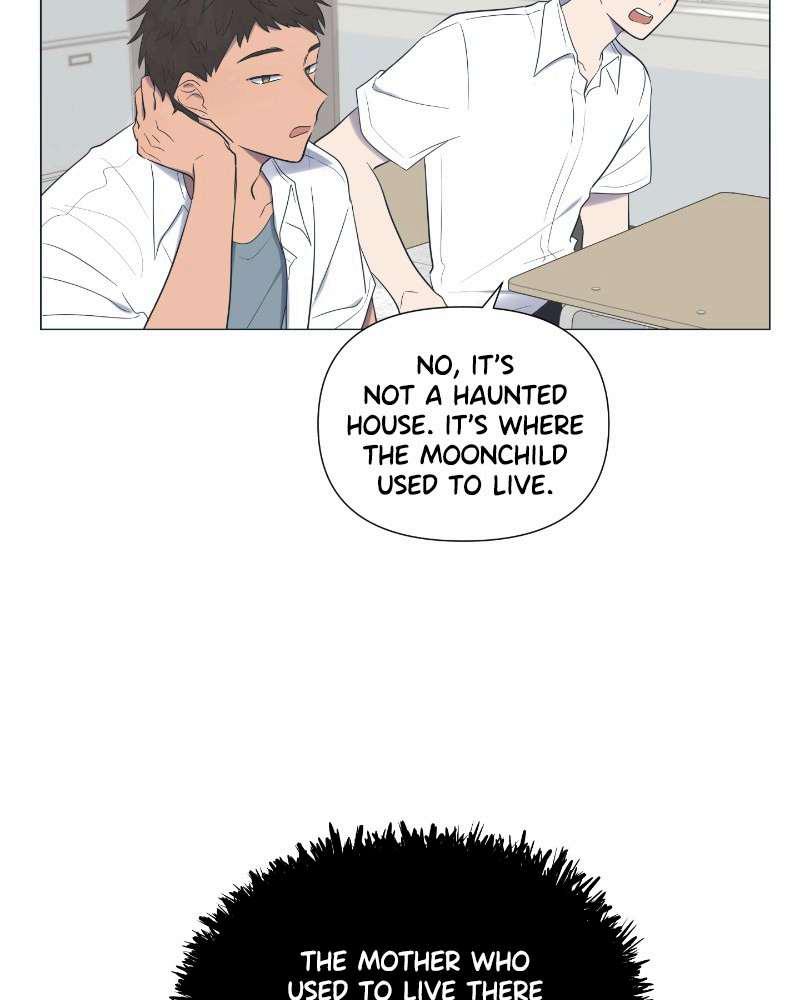 NO, IT'S
NOT A HAUNTED
HOUSE. IT'S WHERE
THE MOONCHILD
USED TO LIVE.
THE MOTHER WHO
USED TO LIVE THERE